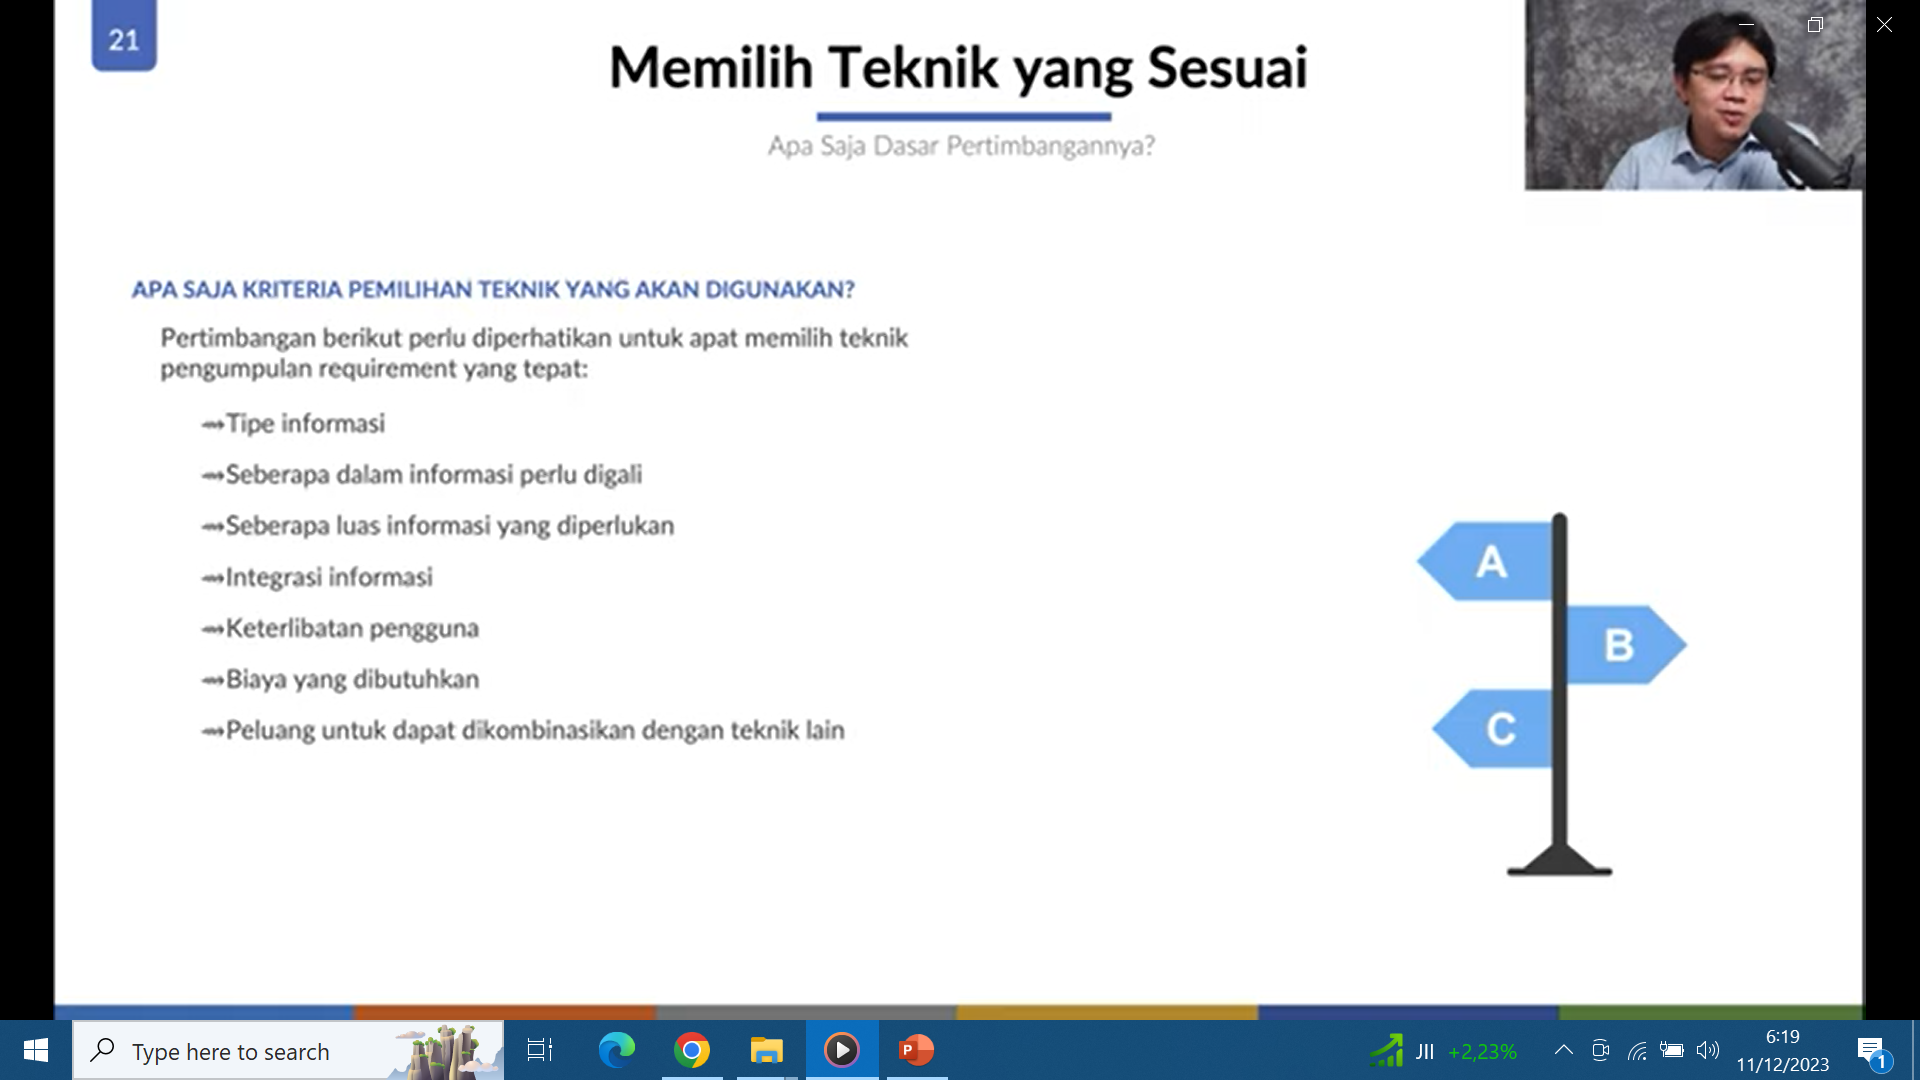 21
Memilih Teknik yang Sesuai
Apa Saja Dasar Pertimbangannya?
APA SAJA KRITERIA PEMILIHAN TEKNIK YANG AKAN DIGUNAKAN?
Pertimbangan berikut perlu diperhatikan untuk apat memilih teknik
pengumpulan requirement yang tepat:
⇝Tipe informasi
⇝Seberapa dalam informasi perlu digali
⇝Seberapa luas informasi yang diperlukan
⇝Integrasi informasi
⇝Keterlibatan pengguna
⇝Biaya yang dibutuhkan
⇝Peluang untuk dapat dikombinasikan dengan teknik lain
A
B
C
Type here to search
P
JII +2,23%
6:19
11/12/2023
1